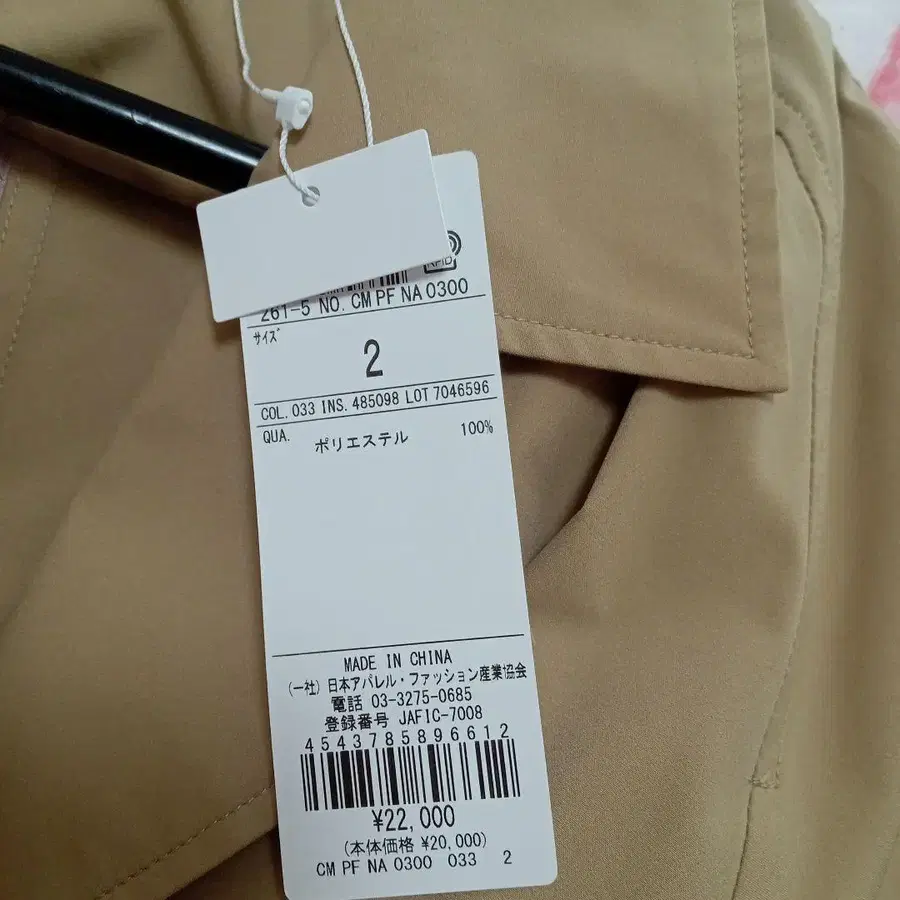 RFID
261-5 NO. CM PF NA 0300
サイズ
2
COL. 033 INS. 485098 LOT 7046596
QUA. ポリエステル 100%
MADE IN CHINA
(一社) 日本アパレル・ファッション産業協会
電話 03-3275-0685
登録番号 JAFIC-7008
4543785896612
¥22,000
(本体価格 ¥20,000)
CM PF NA 0300 033 2